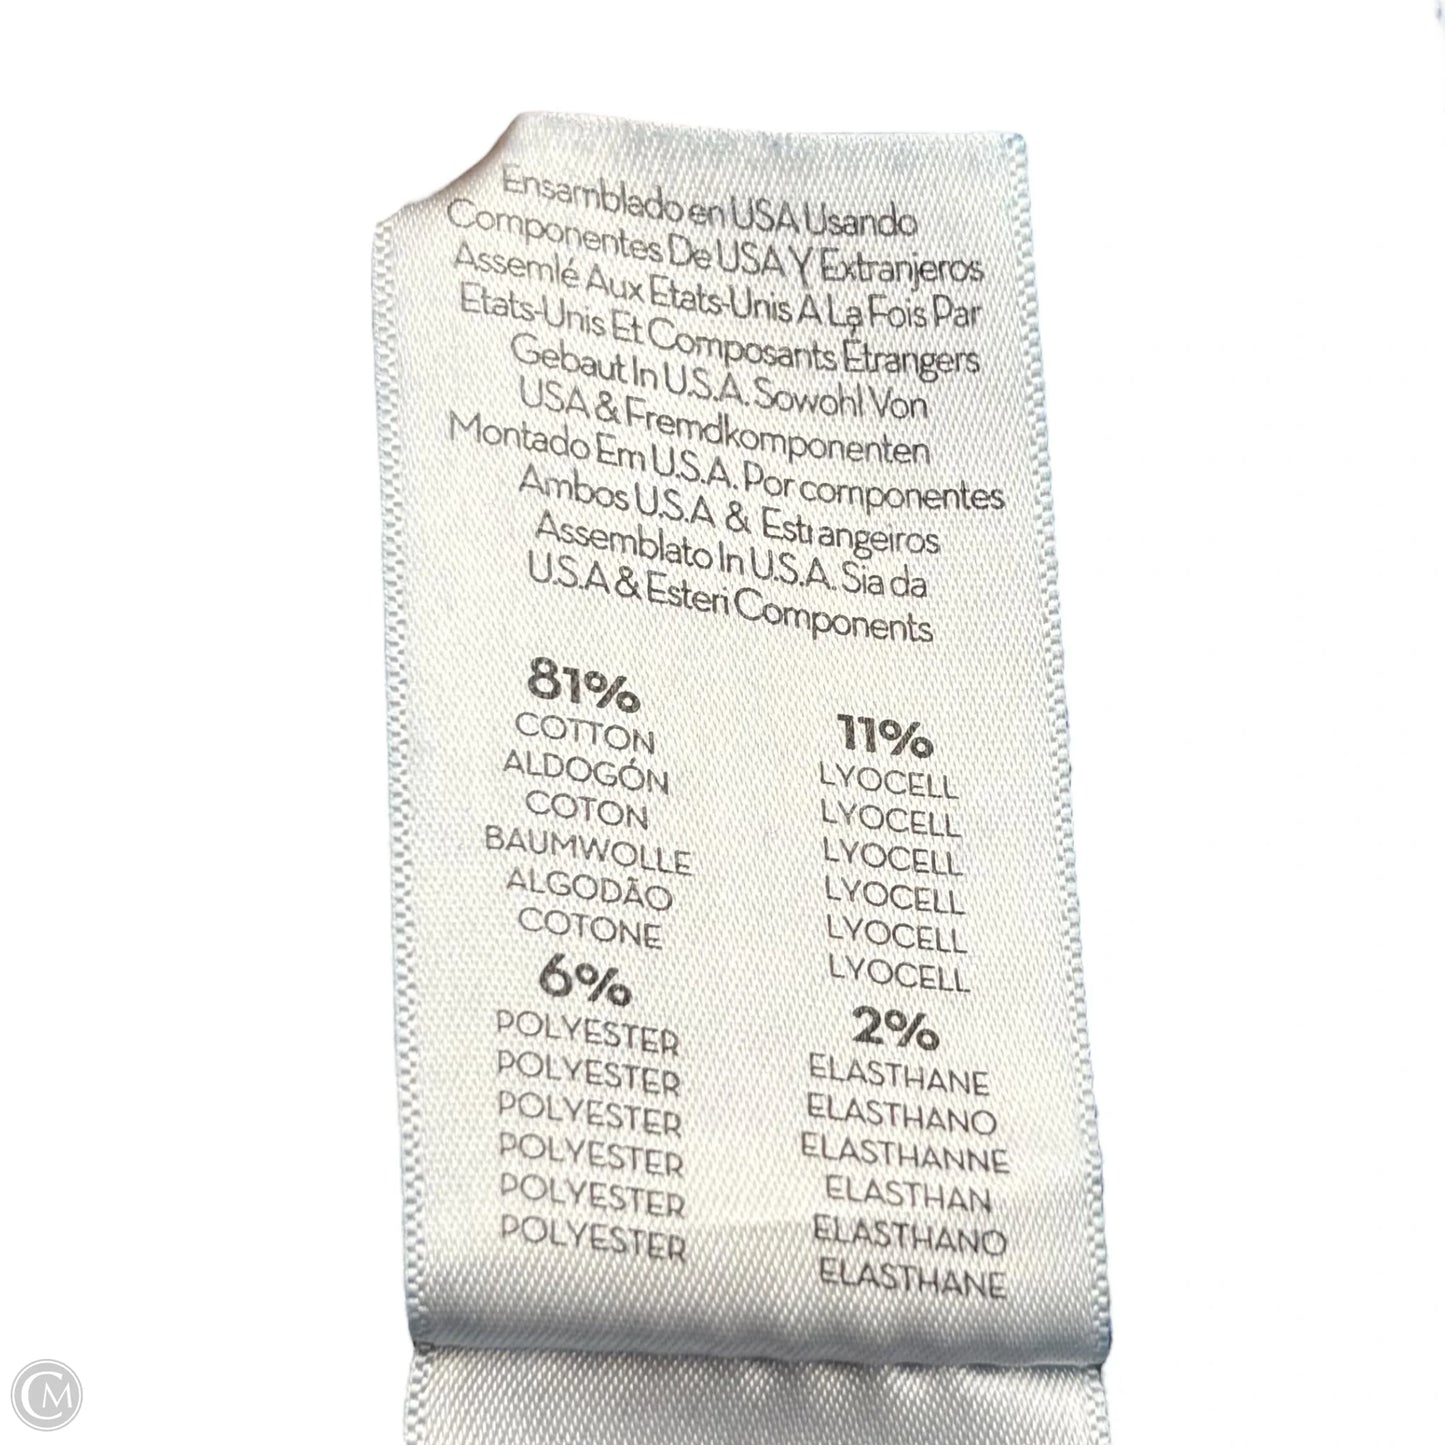 Ensamblado en USA Usando
Componentes De USA Y Extranjeros
Assemlé Aux Etats-Unis A La Fois Par
Etats-Unis Et Composants Étrangers
Gebaut In U.S.A. Sowohl Von
USA & Fremdkomponenten
Montado Em U.S.A. Por componentes
Ambos U.S.A & Estrangeiros
Assemblato In U.S.A. Sia da
U.S.A & Esteri Components
81%
COTTON
ALDOGÓN
COTON
BAUMWOLLE
ALGODÃO
COTONE
6%
POLYESTER
POLYESTER
POLYESTER
POLYESTER
POLYESTER
POLYESTER
11%
LYOCELL
LYOCELL
LYOCELL
LYOCELL
LYOCELL
LYOCELL
2%
ELASTHANE
ELASTHANO
ELASTHANNE
ELASTHAN
ELASTHANO
ELASTHANE
CM